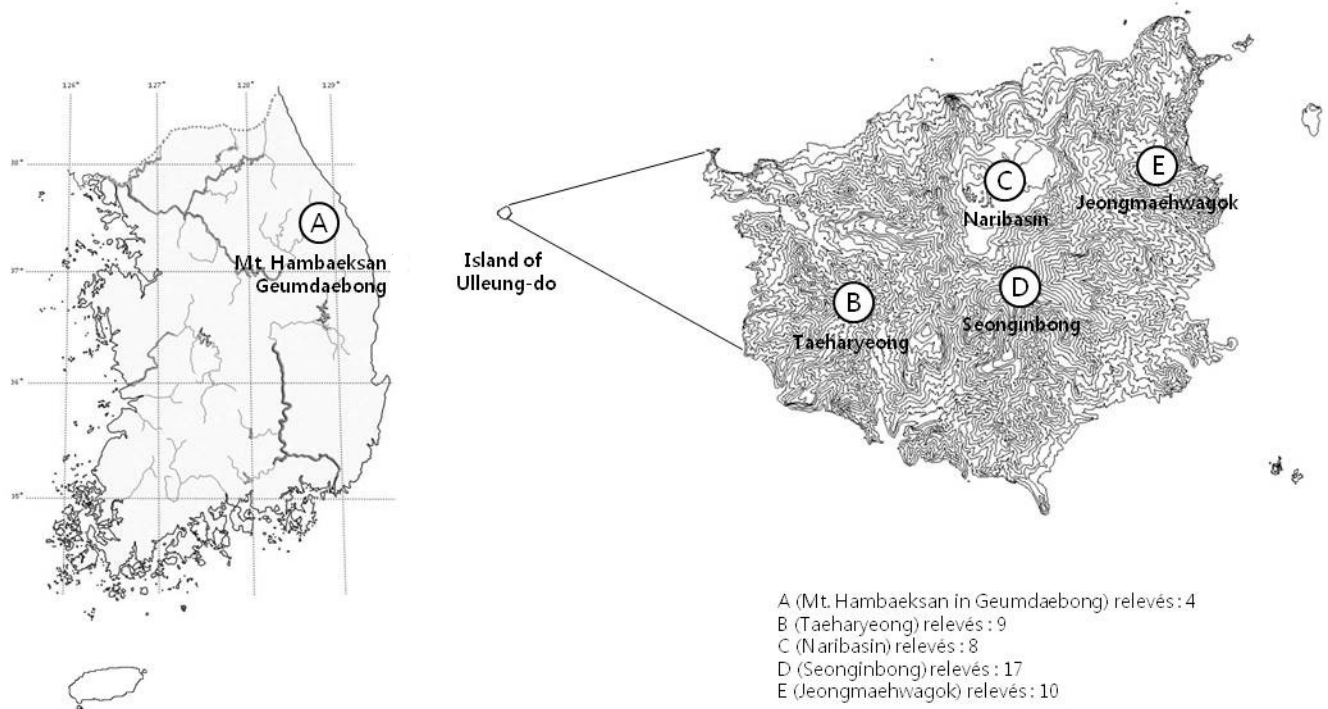 126° 127° 128° 129°
38°
37°
36°
35°
A
Mt. Hambaeksan
Geumdaebong
Island of
Ulleung-do
C
Naribasin
E
Jeongmaehwagok
B
Taeharyeong
D
Seonginbong
A (Mt. Hambaeksan in Geumdaebong) relevés : 4
B (Taeharyeong) relevés : 9
C (Naribasin) relevés : 8
D (Seonginbong) relevés : 17
E (Jeongmaehwagok) relevés : 10